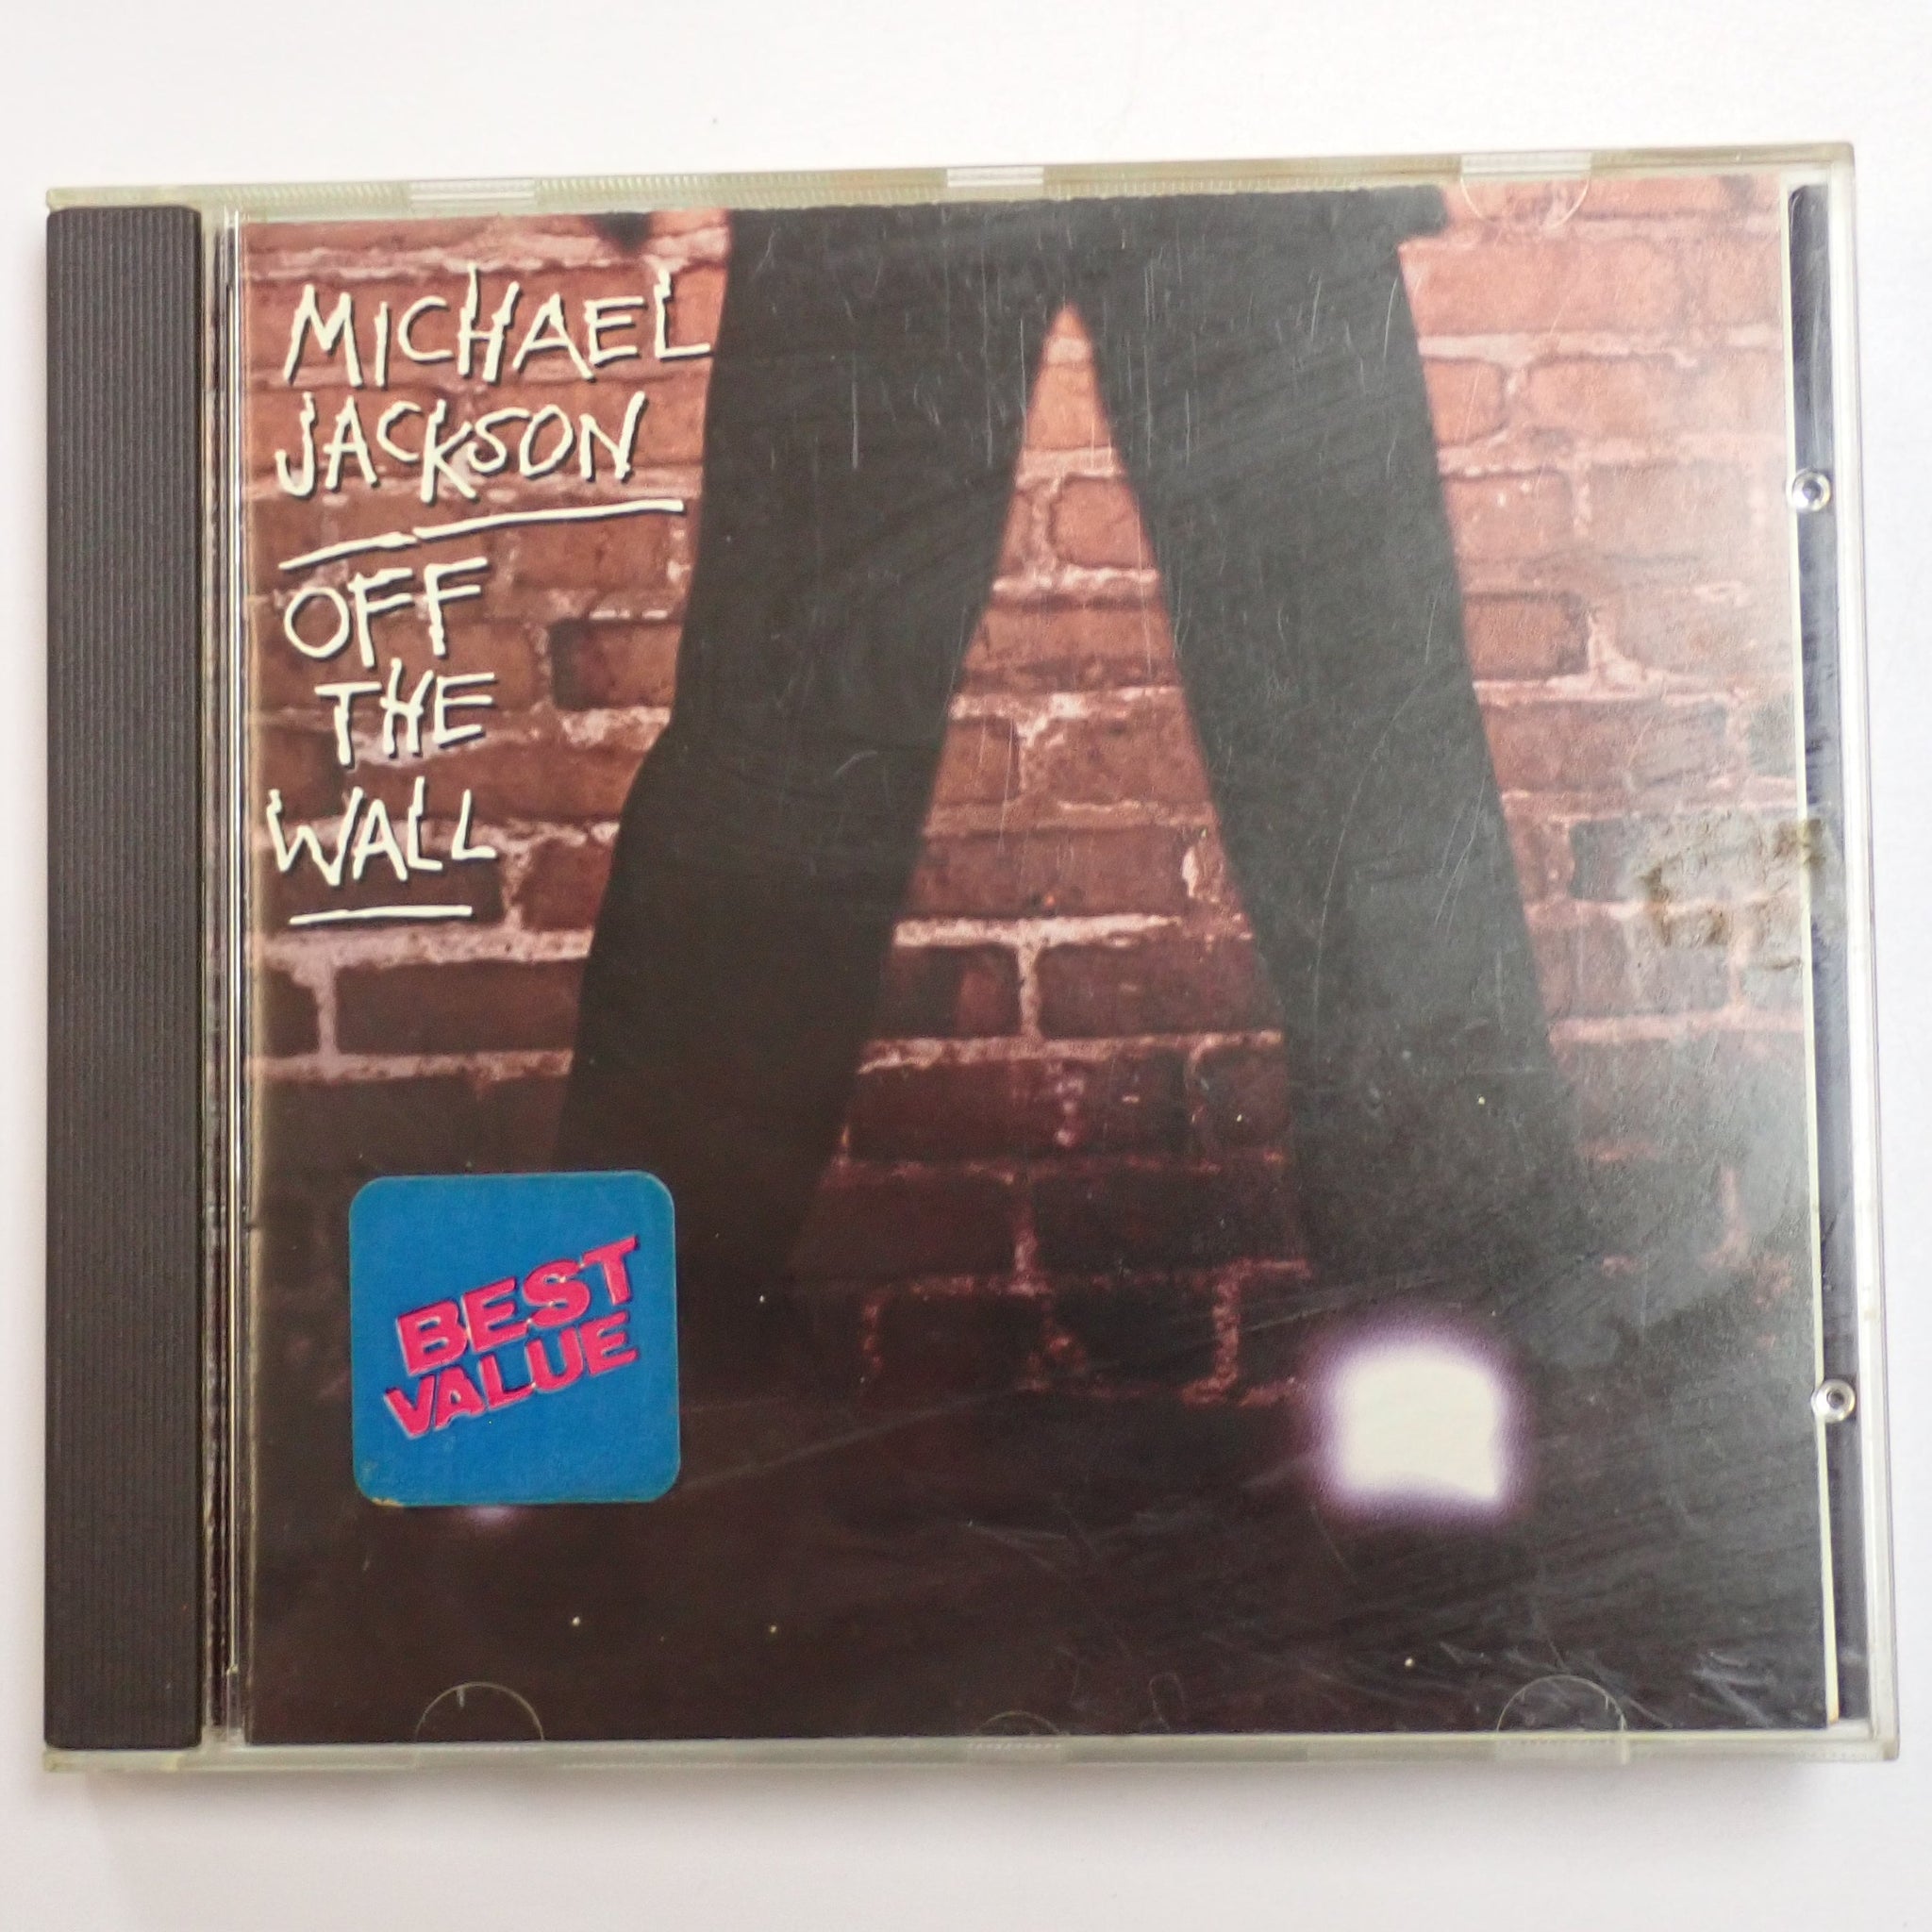 MICHAEL
JACKSON
OFF
THE
WALL
BEST
VALUE